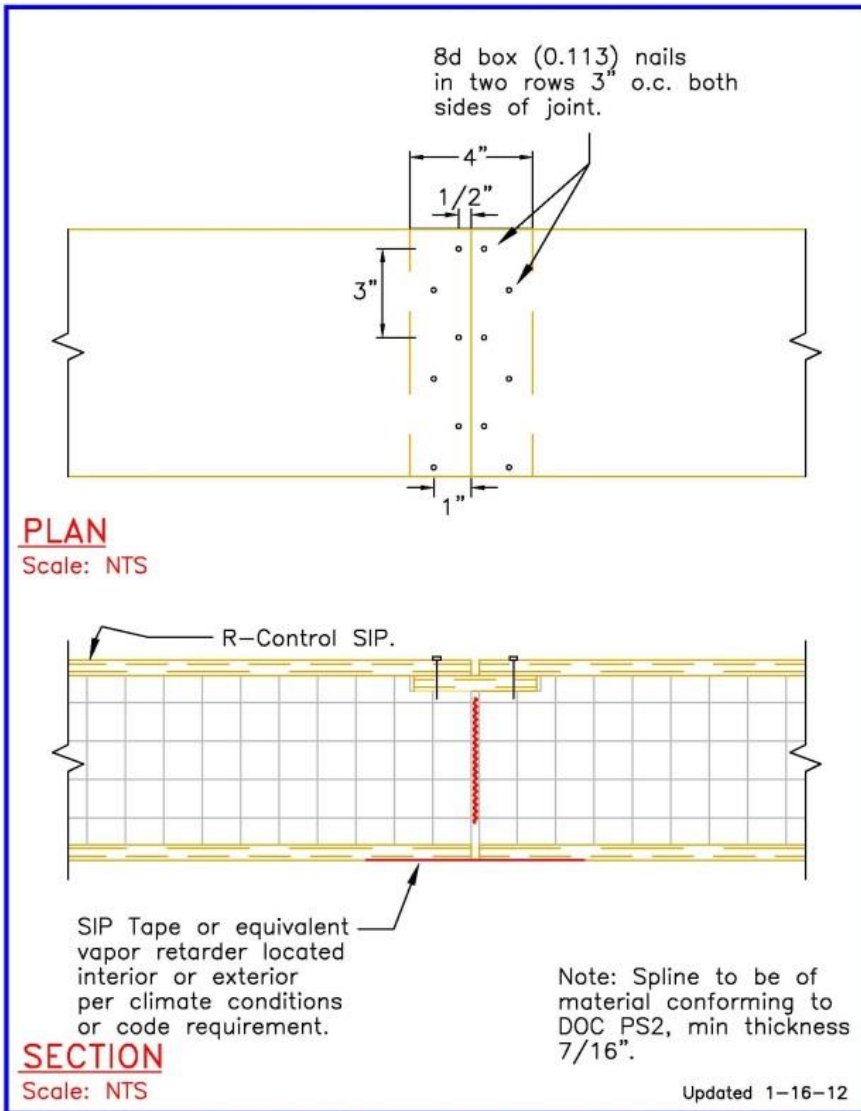 8d box (0.113) nails
in two rows 3" o.c. both
sides of joint.
4"
1/2"
3"
1"
PLAN
Scale: NTS
R-Control SIP.
SIP Tape or equivalent
vapor retarder located
interior or exterior
per climate conditions
or code requirement.
Note: Spline to be of
material conforming to
DOC PS2, min thickness
7/16".
SECTION
Scale: NTS
Updated 1-16-12